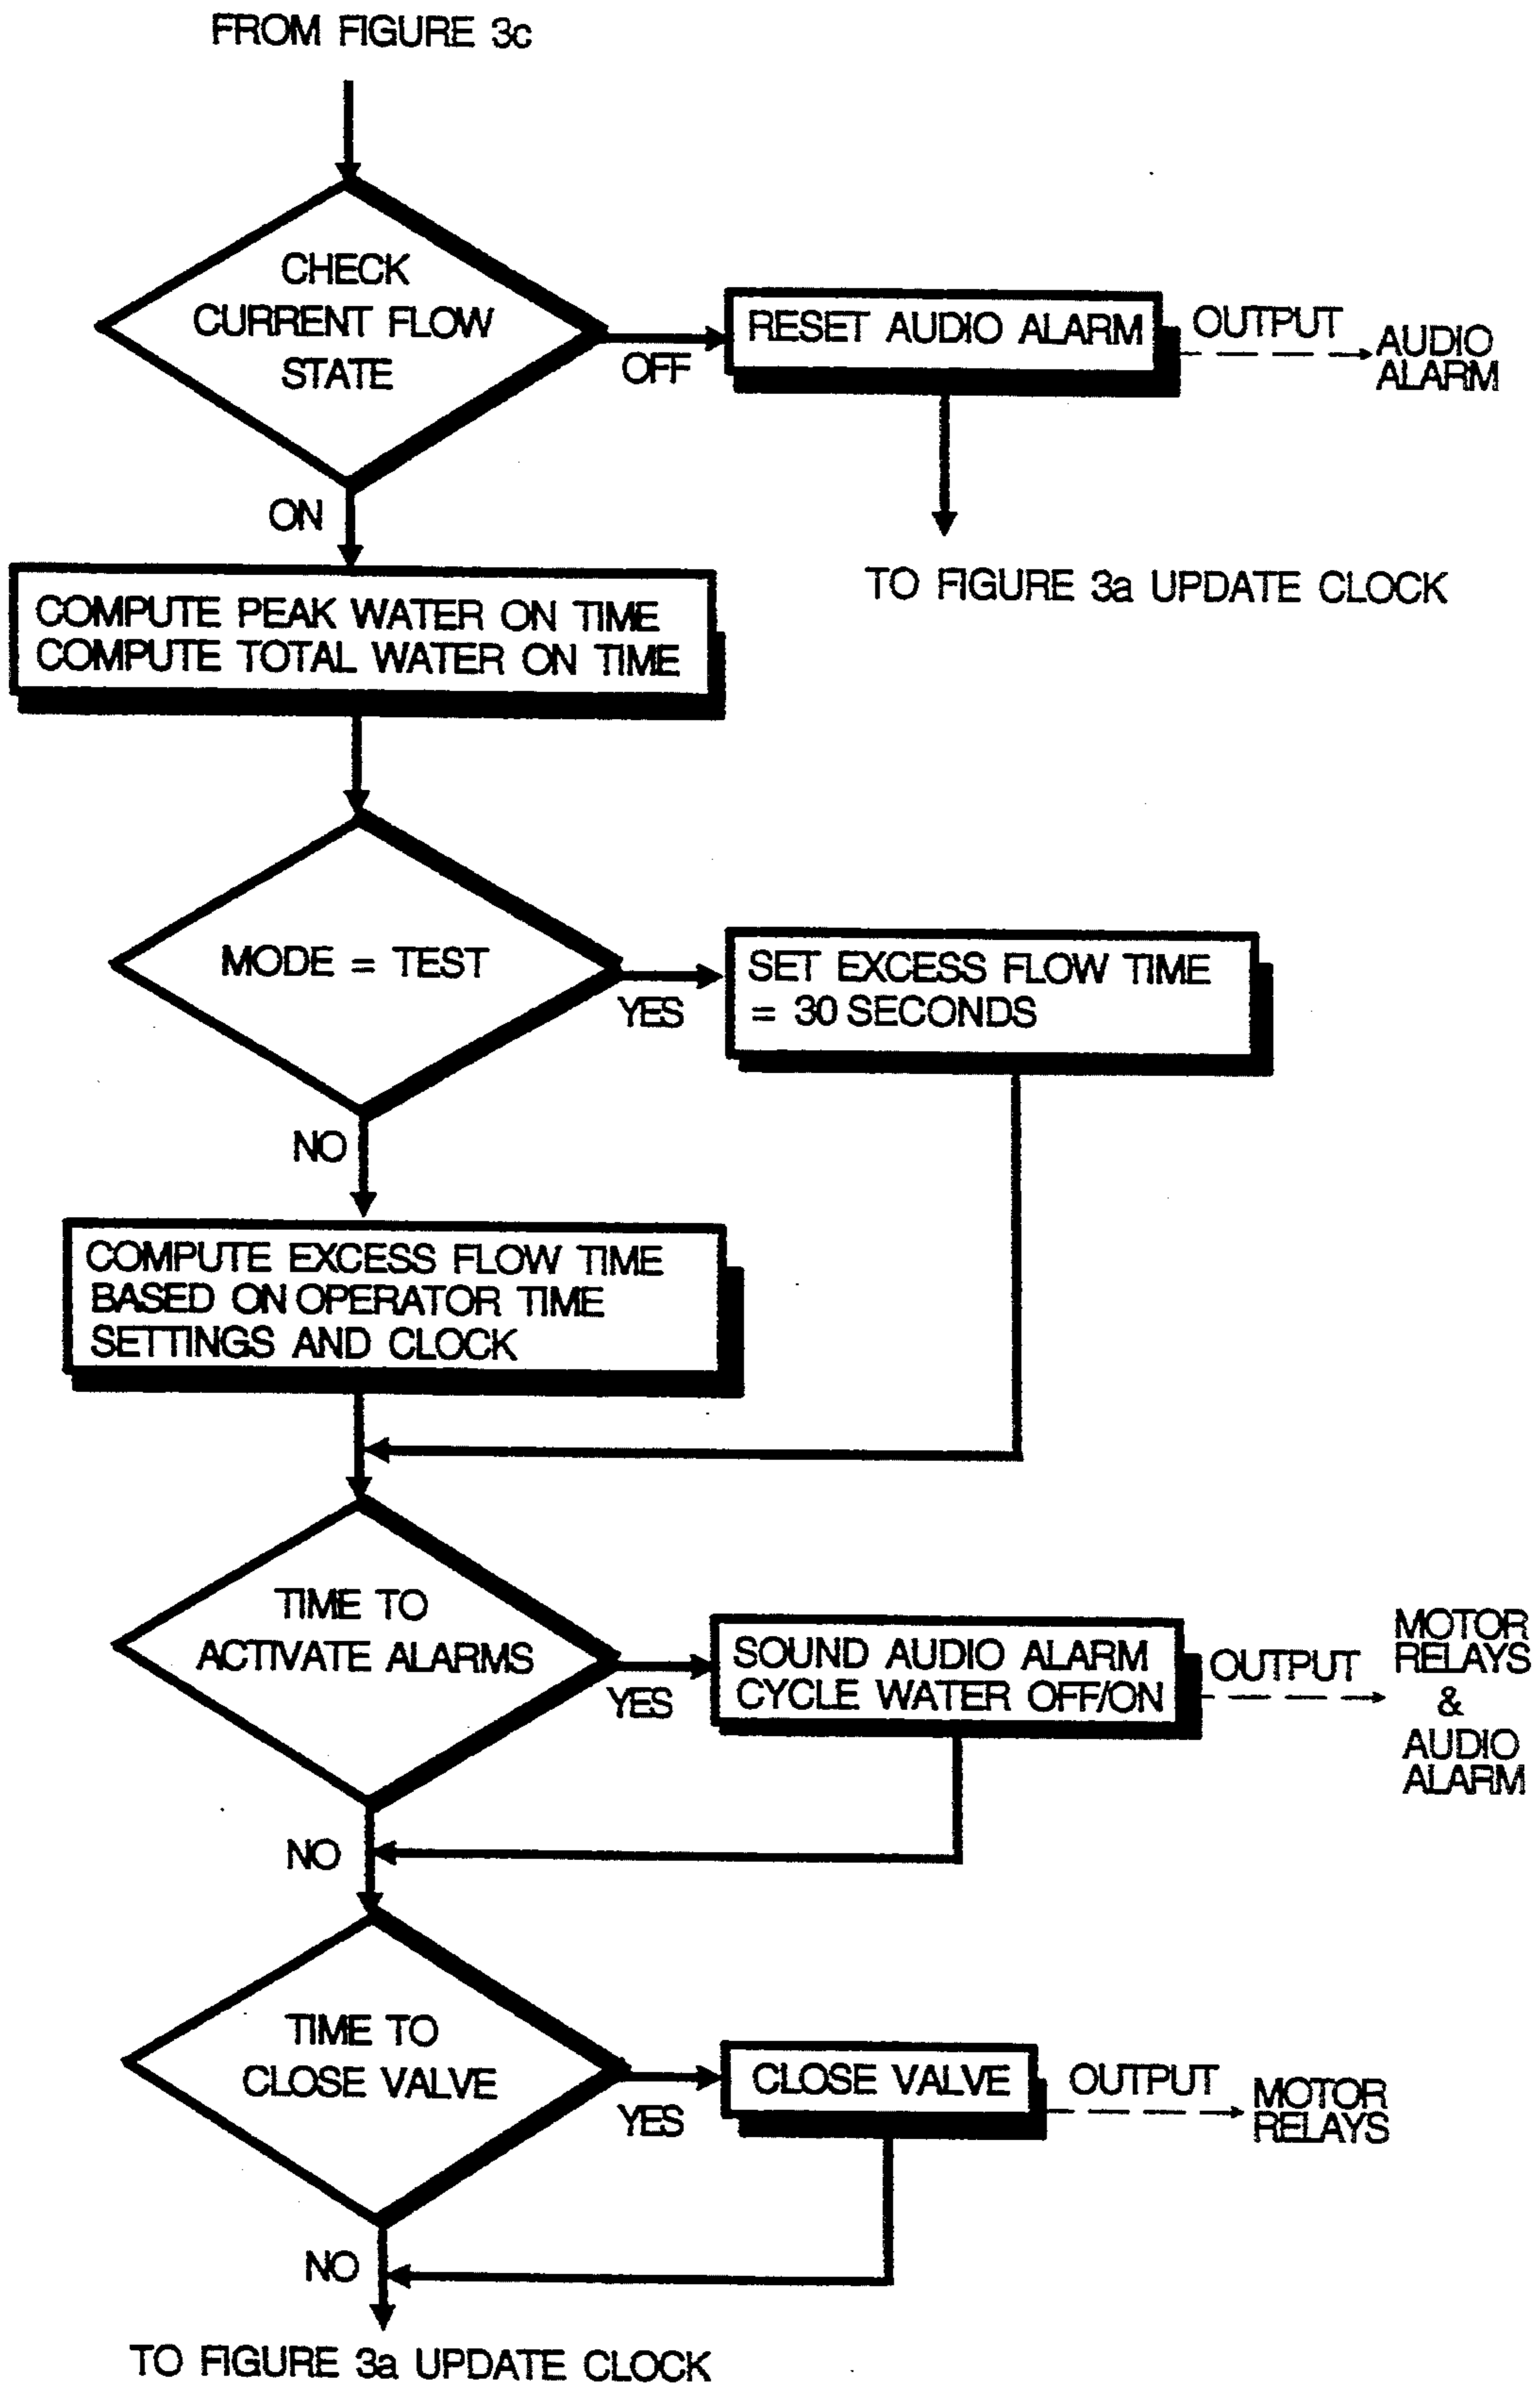 FROM FIGURE 3c
CHECK
CURRENT FLOW
STATE
OFF
RESET AUDIO ALARM
OUTPUT
AUDIO
ALARM
TO FIGURE 3a UPDATE CLOCK
ON
COMPUTE PEAK WATER ON TIME
COMPUTE TOTAL WATER ON TIME
MODE = TEST
YES
SET EXCESS FLOW TIME
= 30 SECONDS
NO
COMPUTE EXCESS FLOW TIME
BASED ON OPERATOR TIME
SETTINGS AND CLOCK
TIME TO
ACTIVATE ALARMS
YES
SOUND AUDIO ALARM
CYCLE WATER OFF/ON
OUTPUT
MOTOR
RELAYS
&
AUDIO
ALARM
NO
TIME TO
CLOSE VALVE
YES
CLOSE VALVE
OUTPUT
MOTOR
RELAYS
NO
TO FIGURE 3a UPDATE CLOCK